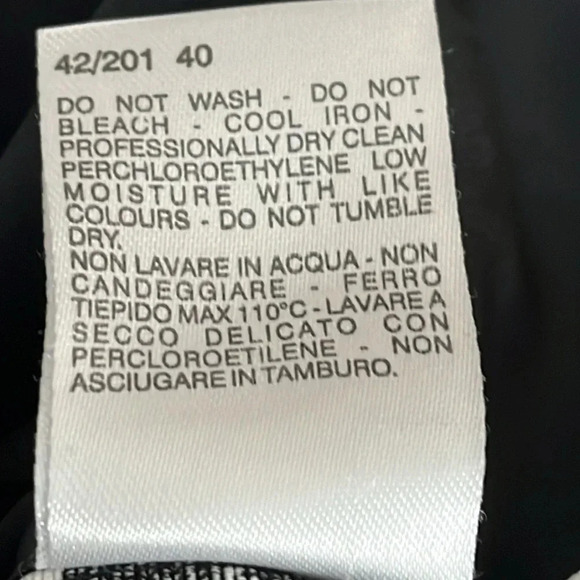 42/201 40
DO NOT WASH - DO NOT
BLEACH - COOL IRON -
PROFESSIONALLY DRY CLEAN
PERCHLOROETHYLENE LOW
MOISTURE WITH LIKE
COLOURS - DO NOT TUMBLE
DRY.
NON LAVARE IN ACQUA - NON
CANDEGGIARE - FERRO
TIEPIDO MAX 110°C - LAVARE A
SECCO DELICATO CON
PERCLOROETILENE - NON
ASCIUGARE IN TAMBURO.